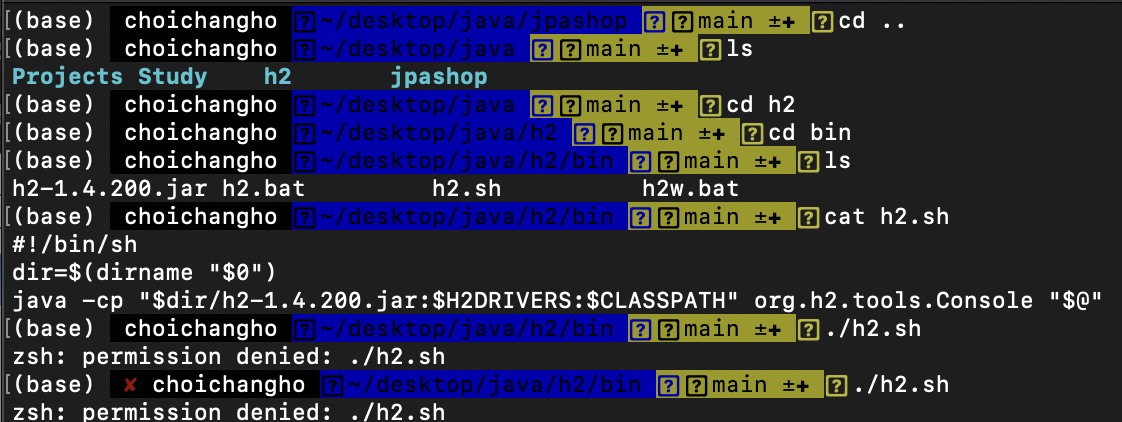 (base) choichangho ? ~/desktop/java/jpashop ? ? main ±+ ? cd ..
(base) choichangho ? ~/desktop/java ? ? main ±+ ? ls
Projects Study h2 jpashop
(base) choichangho ? ~/desktop/java ? ? main ±+ ? cd h2
(base) choichangho ? ~/desktop/java/h2 ? ? main ±+ ? cd bin
(base) choichangho ? ~/desktop/java/h2/bin ? ? main ±+ ? ls
h2-1.4.200.jar h2.bat h2.sh h2w.bat
(base) choichangho ? ~/desktop/java/h2/bin ? ? main ±+ ? cat h2.sh
#!/bin/sh
dir=$(dirname "$0")
java -cp "$dir/h2-1.4.200.jar:$H2DRIVERS:$CLASSPATH" org.h2.tools.Console "$@"
(base) choichangho ? ~/desktop/java/h2/bin ? ? main ±+ ? ./h2.sh
zsh: permission denied: ./h2.sh
(base) ✘ choichangho ? ~/desktop/java/h2/bin ? ? main ±+ ? ./h2.sh
zsh: permission denied: ./h2.sh